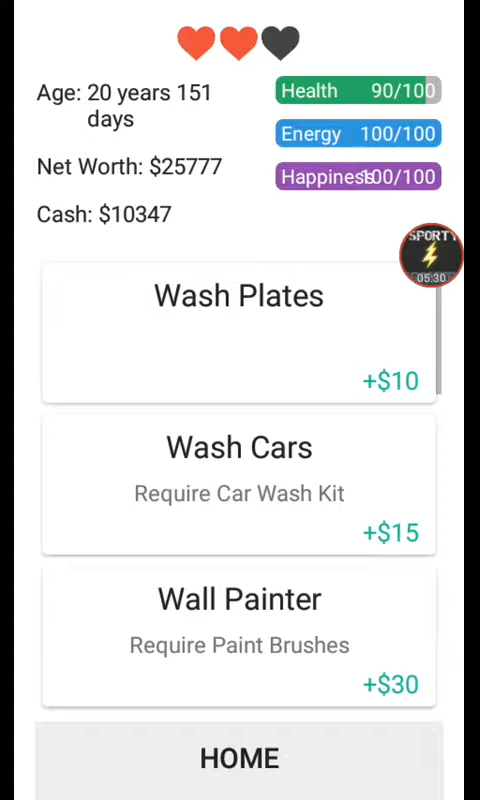 Age: 20 years 151
days
Net Worth: $25777
Cash: $10347
Health 90/100
Energy 100/100
Happiness 100/100
SPORTY
05:30
Wash Plates
+$10
Wash Cars
Require Car Wash Kit
+$15
Wall Painter
Require Paint Brushes
+$30
HOME